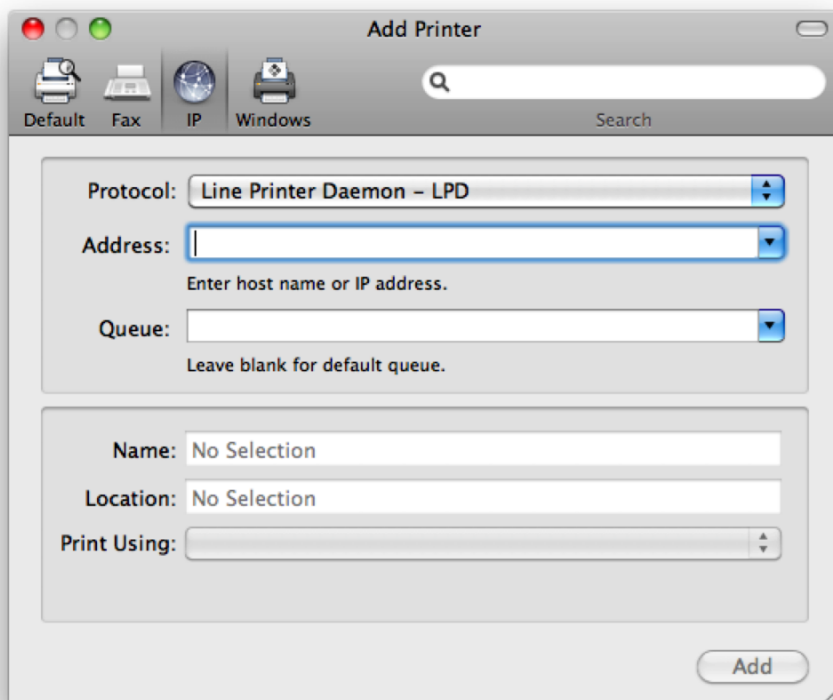 Add Printer
Default Fax IP Windows Search
Protocol: Line Printer Daemon – LPD
Address:
Enter host name or IP address.
Queue:
Leave blank for default queue.
Name: No Selection
Location: No Selection
Print Using:
Add